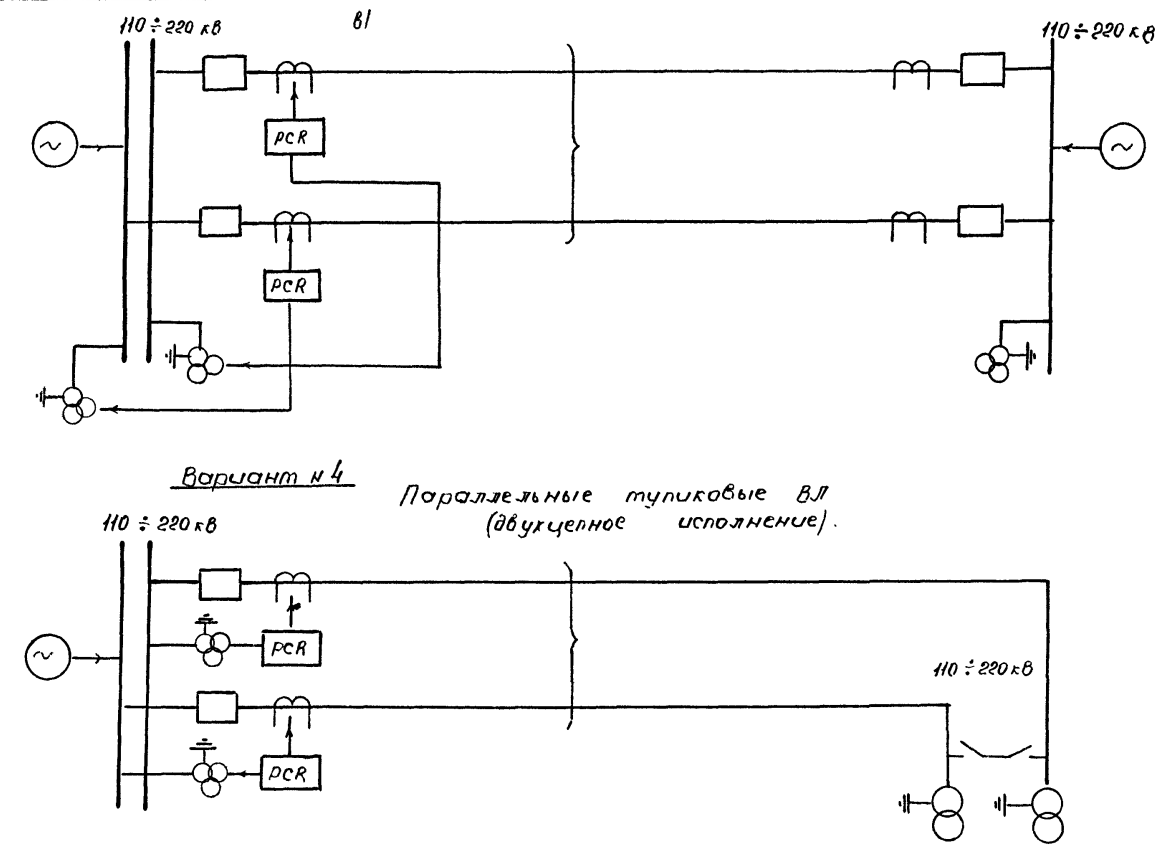 в)
110 ÷ 220 кв
110 ÷ 220 кв
PCR
PCR
Вариант н 4
Параллельные тупиковые ВЛ
(двухцепное исполнение).
110 ÷ 220 кв
PCR
110 ÷ 220 кв
PCR